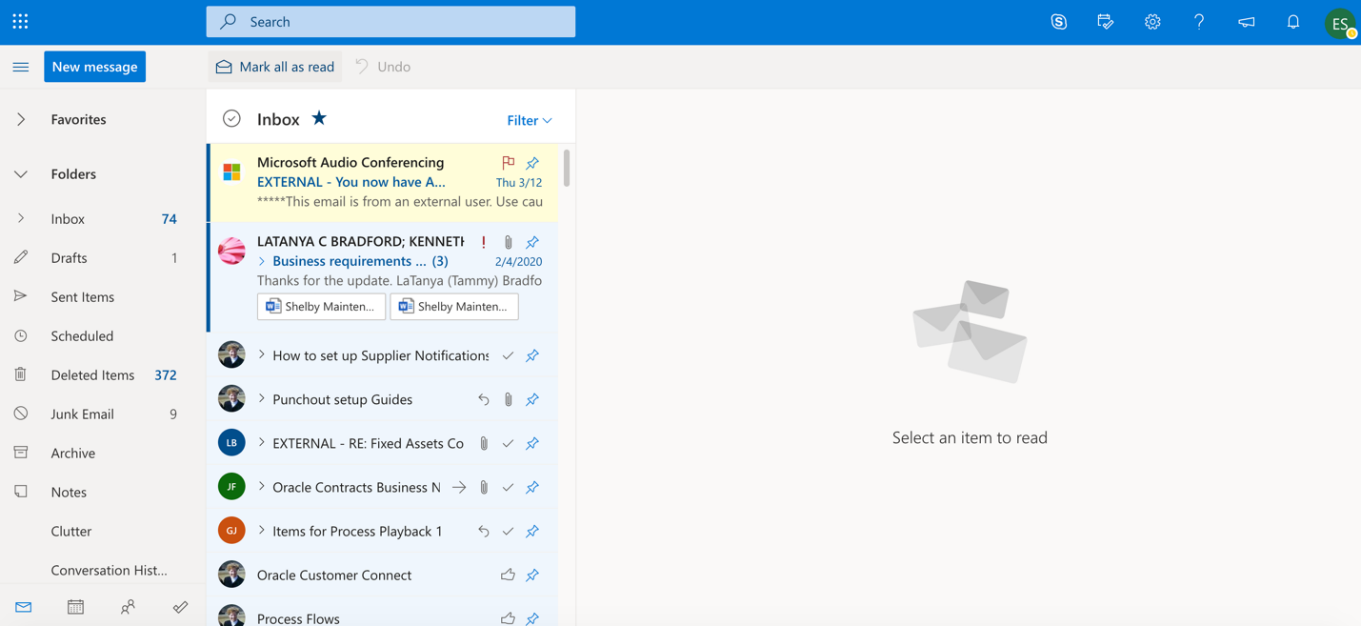 Search
ES
New message
Mark all as read
Undo
Favorites
Folders
Inbox 74
Drafts 1
Sent Items
Scheduled
Deleted Items 372
Junk Email 9
Archive
Notes
Clutter
Conversation Hist...
Inbox
Filter
Microsoft Audio Conferencing
EXTERNAL - You now have A... Thu 3/12
*****This email is from an external user. Use cau
LATANYA C BRADFORD; KENNETH
Business requirements ... (3) 2/4/2020
Thanks for the update. LaTanya (Tammy) Bradfo
Shelby Mainten... Shelby Mainten...
How to set up Supplier Notifications
Punchout setup Guides
LB EXTERNAL - RE: Fixed Assets Co
JF Oracle Contracts Business N
GJ Items for Process Playback 1
Oracle Customer Connect
Process Flows
Select an item to read